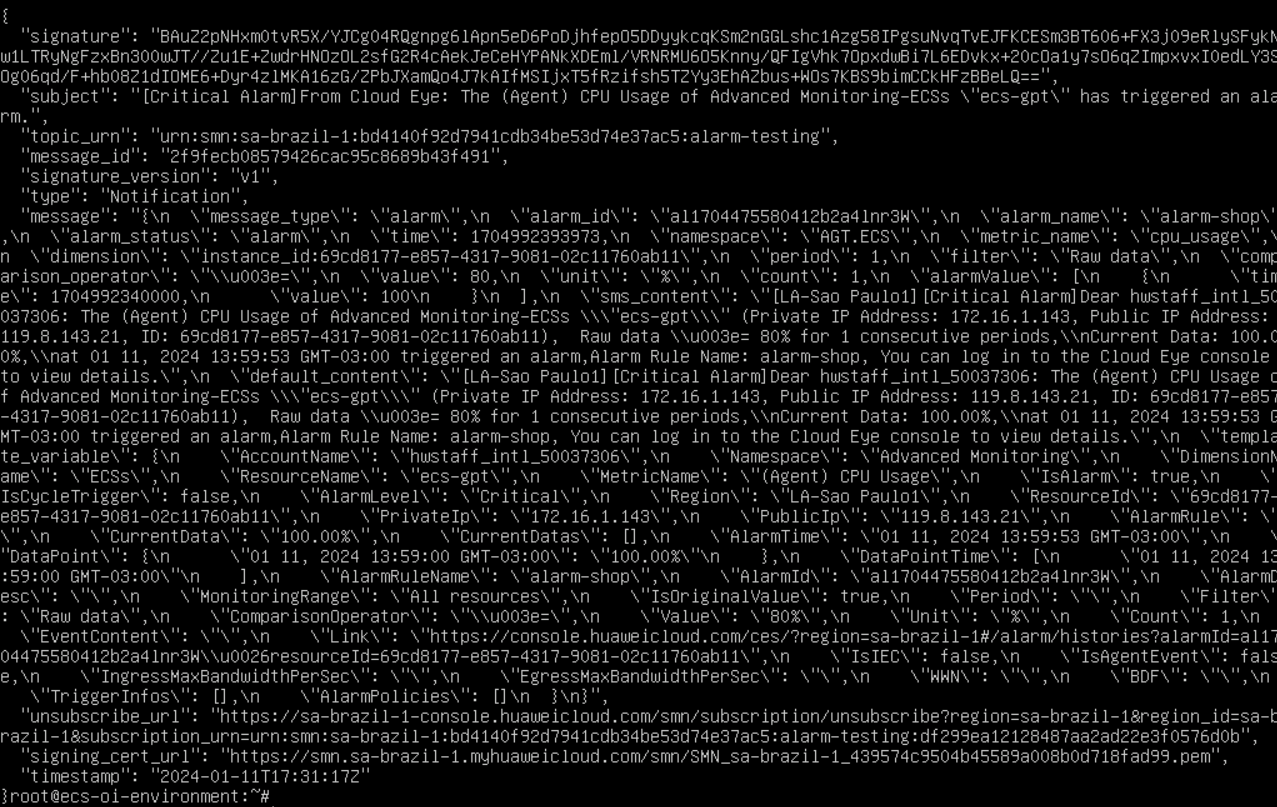 {
  "signature": "BAuZ2pNHxm0tvR5X/YJCg04RQgnpg6lApn5eD6PoDjhfepO5DDyykcqKSm2nGGLshc1Azg58IPgsuNvqTvEJFKCESm3BT6O6+FX3j09eRlySFykN
w1LTRyNgFzxBn300wJT//Zu1E+ZwdrHNOzOL2sfG2R4cAekJeCeHYPANkXDEml/VRNRMU6O5Knny/QFIgVhk7OpxdwBi7L6EDvkx+20cOa1y7sO6qZImpxvxI0edLY3S
Og06qd/F+hb08Z1dIOME6+Dyr4zlMKA16zG/ZPbJXamQo4J7kAIfMSIjxT5fRzifsh5TZYy3EhAZbus+WOs7KBS9bimCCkHFzBBeLQ==",
  "subject": "[Critical Alarm]From Cloud Eye: The (Agent) CPU Usage of Advanced Monitoring-ECSs \"ecs-gpt\" has triggered an ala
rm.",
  "topic_urn": "urn:smn:sa-brazil-1:bd4140f92d7941cdb34be53d74e37ac5:alarm-testing",
  "message_id": "2f9fecb08579426cac95c8689b43f491",
  "signature_version": "v1",
  "type": "Notification",
  "message": "{\n  \"message_type\": \"alarm\",\n  \"alarm_id\": \"al1704475580412b2a4lnr3W\",\n  \"alarm_name\": \"alarm-shop\"
,\n  \"alarm_status\": \"alarm\",\n  \"time\": 1704992393973,\n  \"namespace\": \"AGT.ECS\",\n  \"metric_name\": \"cpu_usage\",\
n  \"dimension\": \"instance_id:69cd8177-e857-4317-9081-02c11760ab11\",\n  \"period\": 1,\n  \"filter\": \"Raw data\",\n  \"comp
arison_operator\": \"\\u003e=\",\n  \"value\": 80,\n  \"unit\": \"%\",\n  \"count\": 1,\n  \"alarmValue\": [\n    {\n      \"tim
e\": 1704992340000,\n      \"value\": 100\n    }\n  ],\n  \"sms_content\": \"[LA-Sao Paulo1][Critical Alarm]Dear hwstaff_intl_50
037306: The (Agent) CPU Usage of Advanced Monitoring-ECSs \\\"ecs-gpt\\\" (Private IP Address: 172.16.1.143, Public IP Address:
119.8.143.21, ID: 69cd8177-e857-4317-9081-02c11760ab11),  Raw data \\u003e= 80% for 1 consecutive periods,\\nCurrent Data: 100.0
0%,\\nat 01 11, 2024 13:59:53 GMT-03:00 triggered an alarm,Alarm Rule Name: alarm-shop, You can log in to the Cloud Eye console
to view details.\",\n  \"default_content\": \"[LA-Sao Paulo1][Critical Alarm]Dear hwstaff_intl_50037306: The (Agent) CPU Usage o
f Advanced Monitoring-ECSs \\\"ecs-gpt\\\" (Private IP Address: 172.16.1.143, Public IP Address: 119.8.143.21, ID: 69cd8177-e857
-4317-9081-02c11760ab11),  Raw data \\u003e= 80% for 1 consecutive periods,\\nCurrent Data: 100.00%,\\nat 01 11, 2024 13:59:53 G
MT-03:00 triggered an alarm,Alarm Rule Name: alarm-shop, You can log in to the Cloud Eye console to view details.\",\n  \"templa
te_variable\": {\n    \"AccountName\": \"hwstaff_intl_50037306\",\n    \"Namespace\": \"Advanced Monitoring\",\n    \"DimensionN
ame\": \"ECSs\",\n    \"ResourceName\": \"ecs-gpt\",\n    \"MetricName\": \"(Agent) CPU Usage\",\n    \"IsAlarm\": true,\n    \"
IsCycleTrigger\": false,\n    \"AlarmLevel\": \"Critical\",\n    \"Region\": \"LA-Sao Paulo1\",\n    \"ResourceId\": \"69cd8177-
e857-4317-9081-02c11760ab11\",\n    \"PrivateIp\": \"172.16.1.143\",\n    \"PublicIp\": \"119.8.143.21\",\n    \"AlarmRule\": \"
\",\n    \"CurrentData\": \"100.00%\",\n    \"CurrentDatas\": [],\n    \"AlarmTime\": \"01 11, 2024 13:59:53 GMT-03:00\",\n    \
"DataPoint\": {\n      \"01 11, 2024 13:59:00 GMT-03:00\": \"100.00%\"\n    },\n    \"DataPointTime\": [\n      \"01 11, 2024 13
:59:00 GMT-03:00\"\n    ],\n    \"AlarmRuleName\": \"alarm-shop\",\n    \"AlarmId\": \"al1704475580412b2a4lnr3W\",\n    \"AlarmD
esc\": \"\",\n    \"MonitoringRange\": \"All resources\",\n    \"IsOriginalValue\": true,\n    \"Period\": \"\",\n    \"Filter\"
: \"Raw data\",\n    \"ComparisonOperator\": \"\\u003e=\",\n    \"Value\": \"80%\",\n    \"Unit\": \"%\",\n    \"Count\": 1,\n
  \"EventContent\": \"\",\n    \"Link\": \"https://console.huaweicloud.com/ces/?region=sa-brazil-1#/alarm/histories?alarmId=al17
04475580412b2a4lnr3W\\u0026resourceId=69cd8177-e857-4317-9081-02c11760ab11\",\n    \"IsIEC\": false,\n    \"IsAgentEvent\": fals
e,\n    \"IngressMaxBandwidthPerSec\": \"\",\n    \"EgressMaxBandwidthPerSec\": \"\",\n    \"WWN\": \"\",\n    \"BDF\": \"\",\n
   \"TriggerInfos\": [],\n    \"AlarmPolicies\": []\n  }\n}",
  "unsubscribe_url": "https://sa-brazil-1-console.huaweicloud.com/smn/subscription/unsubscribe?region=sa-brazil-1&region_id=sa-b
razil-1&subscription_urn=urn:smn:sa-brazil-1:bd4140f92d7941cdb34be53d74e37ac5:alarm-testing:df299ea12128487aa2ad22e3f0576d0b",
  "signing_cert_url": "https://smn.sa-brazil-1.myhuaweicloud.com/smn/SMN_sa-brazil-1_439574c9504b45589a008b0d718fad99.pem",
  "timestamp": "2024-01-11T17:31:17Z"
}root@ecs-oi-environment:~#